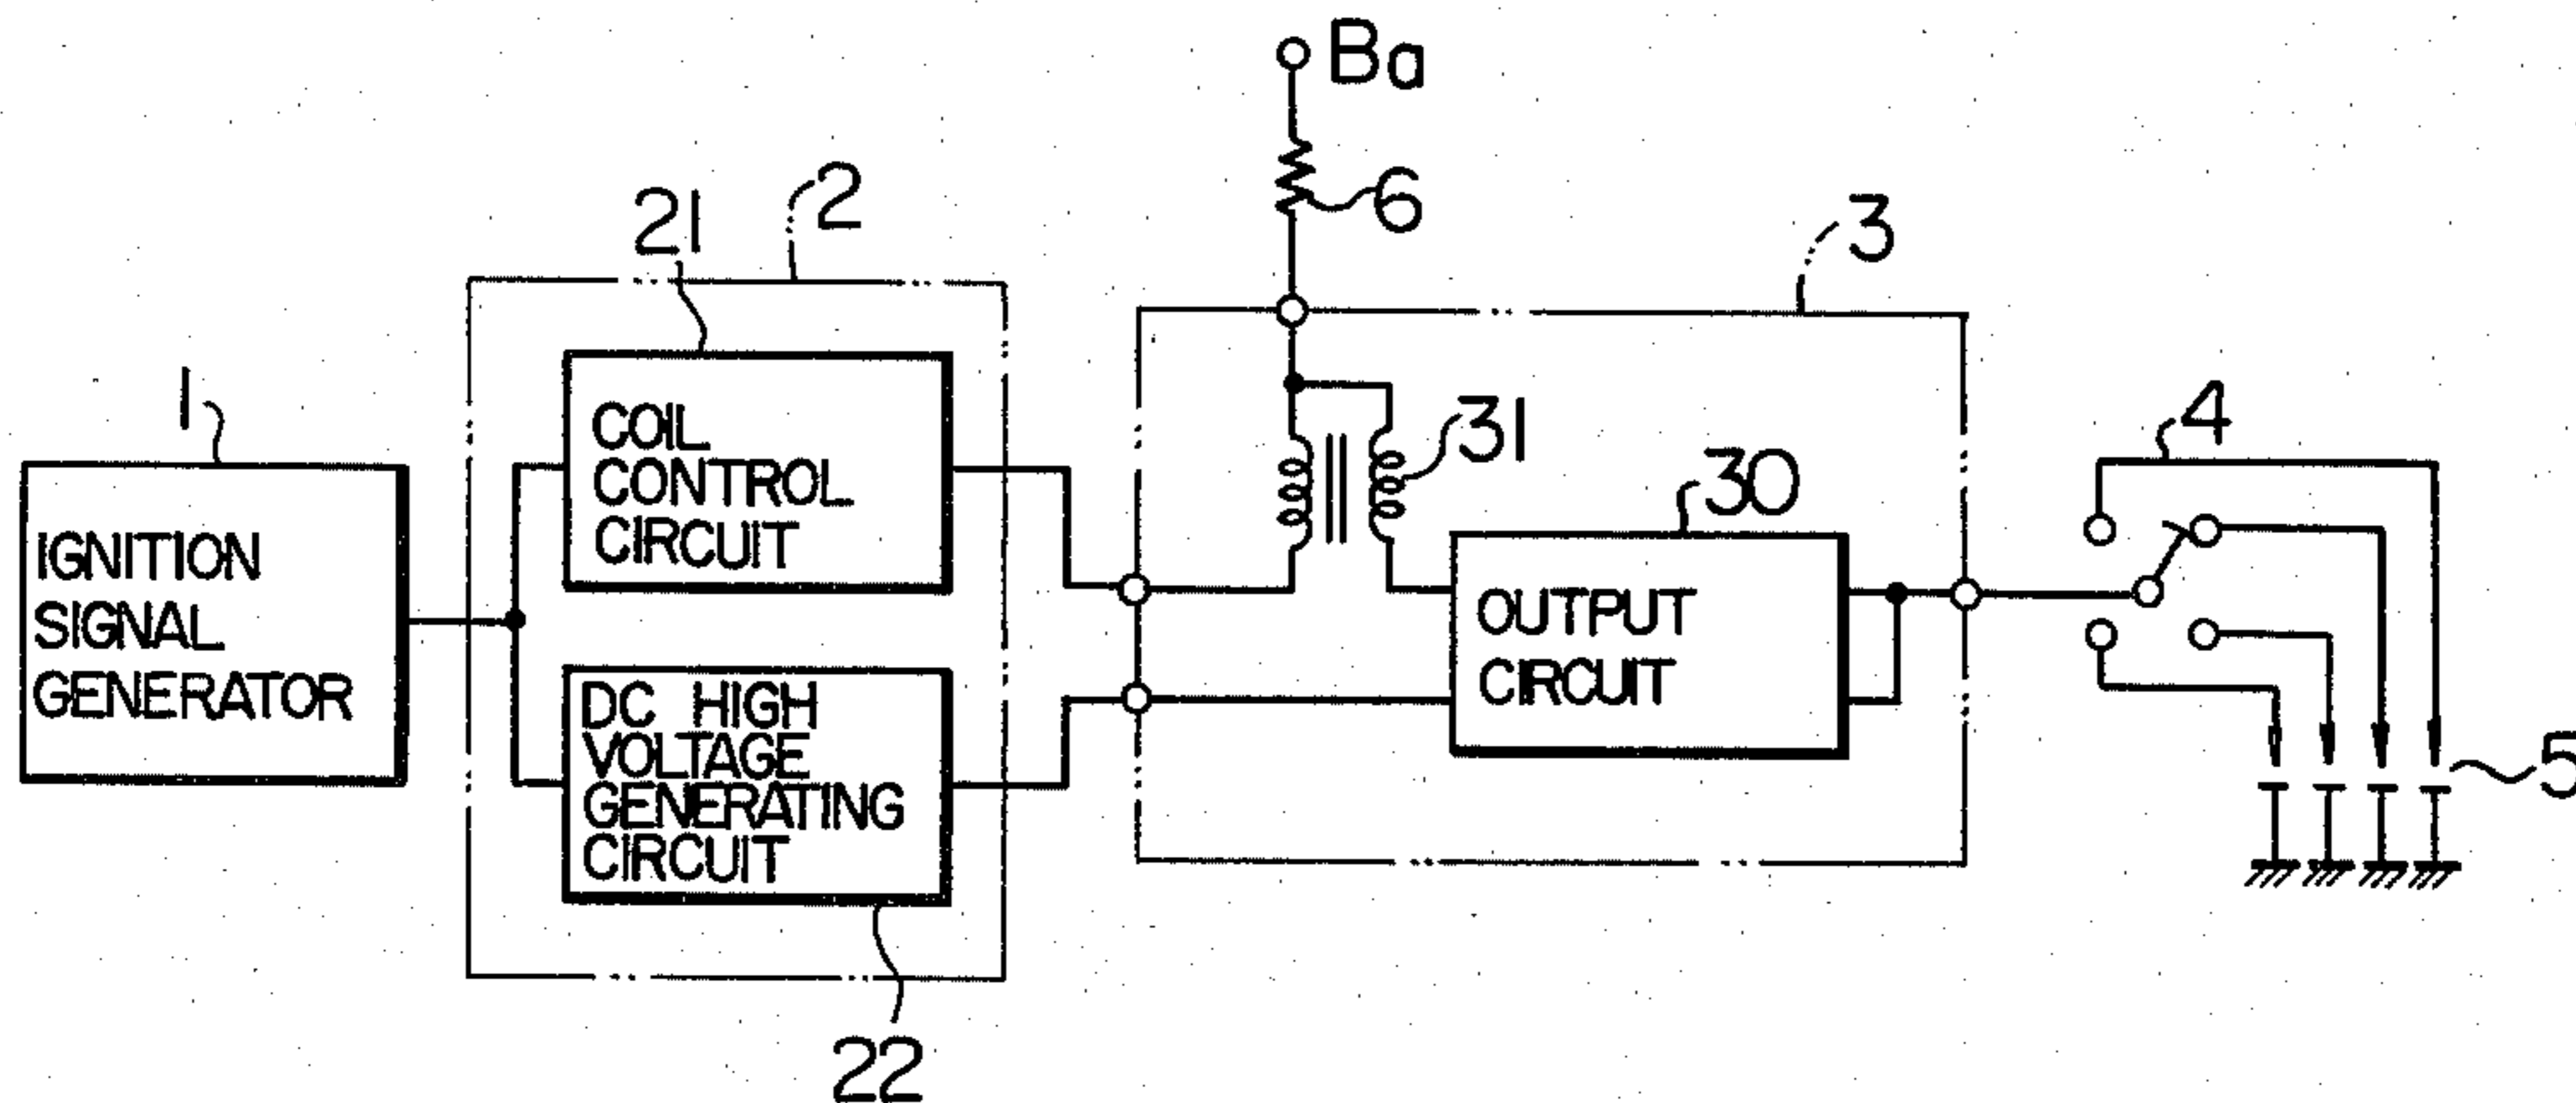 Ba
6
2
21
3
1
COIL
CONTROL
CIRCUIT
31
4
30
IGNITION
SIGNAL
GENERATOR
OUTPUT
CIRCUIT
DC HIGH
VOLTAGE
GENERATING
CIRCUIT
5
22